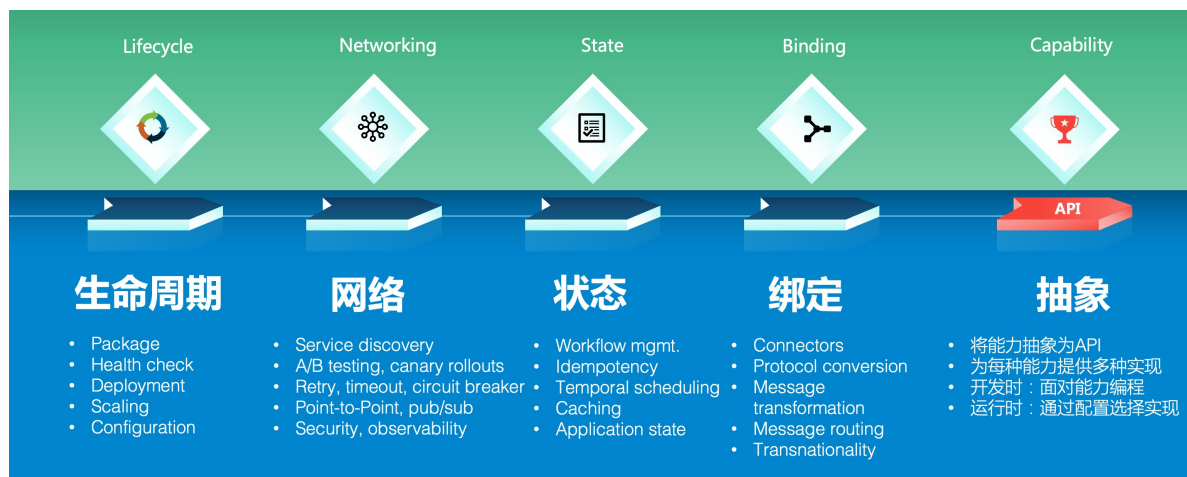 Lifecycle
Networking
State
Binding
Capability
API
生命周期
网络
状态
绑定
抽象
• Package
• Health check
• Deployment
• Scaling
• Configuration
• Service discovery
• A/B testing, canary rollouts
• Retry, timeout, circuit breaker
• Point-to-Point, pub/sub
• Security, observability
• Workflow mgmt.
• Idempotency
• Temporal scheduling
• Caching
• Application state
• Connectors
• Protocol conversion
• Message
transformation
• Message routing
• Transnationality
• 将能力抽象为API
• 为每种能力提供多种实现
• 开发时：面对能力编程
• 运行时：通过配置选择实现